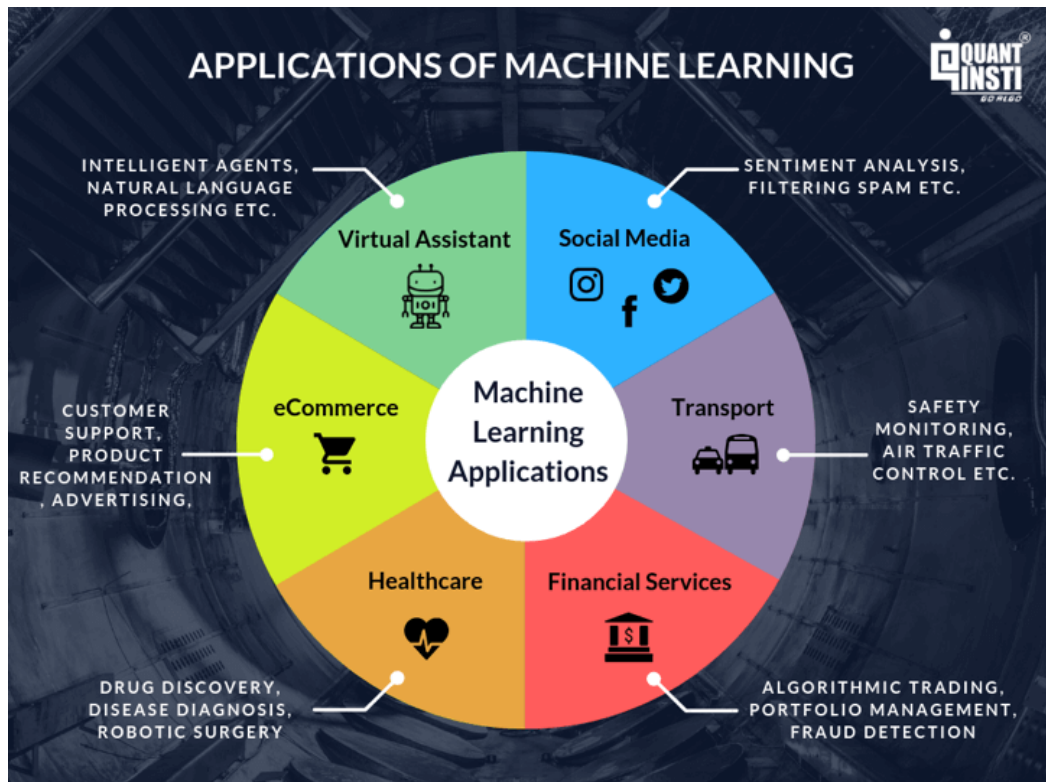 APPLICATIONS OF MACHINE LEARNING
QUANT
INSTI
GO ALGO
®
INTELLIGENT AGENTS,
NATURAL LANGUAGE
PROCESSING ETC.
SENTIMENT ANALYSIS,
FILTERING SPAM ETC.
Virtual Assistant
Social Media
eCommerce
Machine
Learning
Applications
Transport
CUSTOMER
SUPPORT,
PRODUCT
RECOMMENDATION
, ADVERTISING,
SAFETY
MONITORING,
AIR TRAFFIC
CONTROL ETC.
Healthcare
Financial Services
$
DRUG DISCOVERY,
DISEASE DIAGNOSIS,
ROBOTIC SURGERY
ALGORITHMIC TRADING,
PORTFOLIO MANAGEMENT,
FRAUD DETECTION